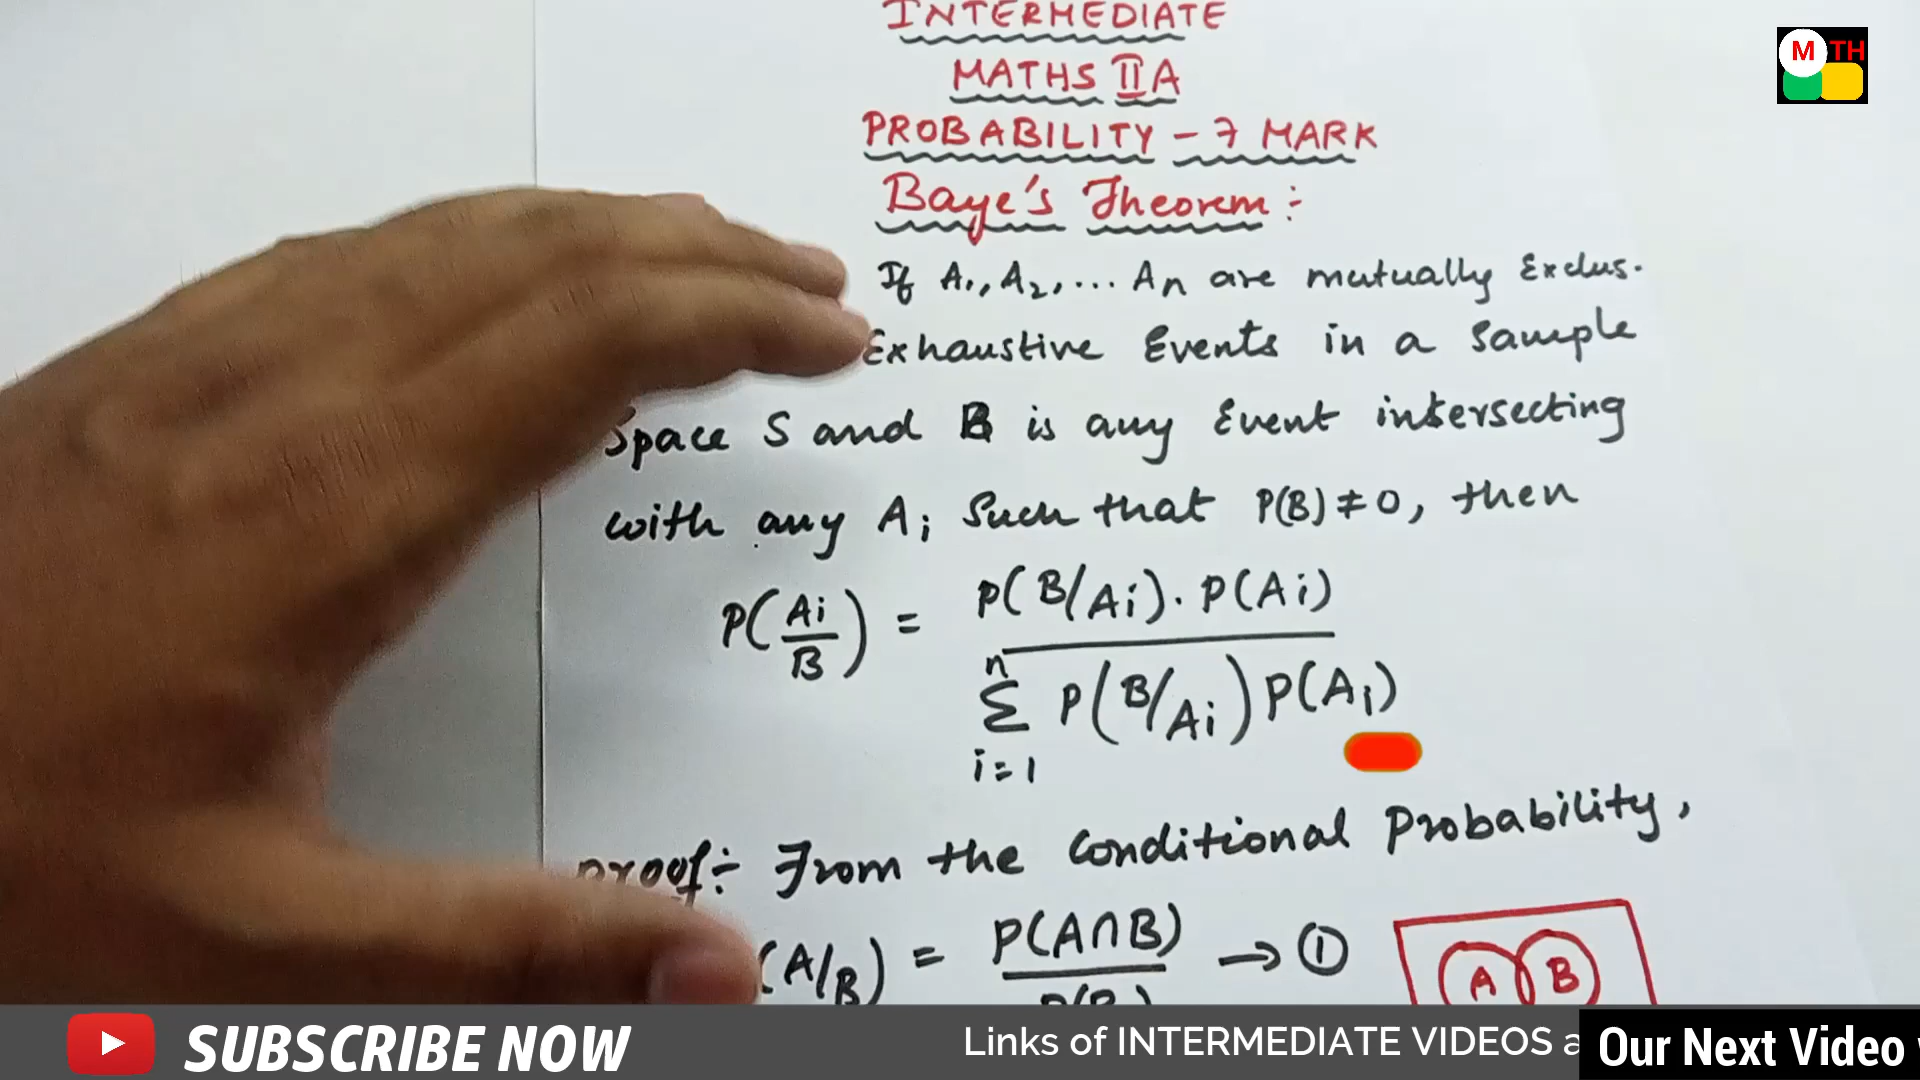 INTERMEDIATE
MATHS IIA
PROBABILITY - 7 MARK
Baye's Theorem :-
If A₁, A₂, ... An are mutually Exclus.
Exhaustive Events in a Sample
Space S and B is any Event intersecting
with any Ai such that P(B) ≠ 0, then
P(Ai/B) = P(B/Ai). P(Ai) / n Σ i=1 P(B/Ai) P(Ai)
proof :- From the conditional Probability,
(A/B) = P(A∩B) / P(B) → ①
A B
M TH
SUBSCRIBE NOW
Links of INTERMEDIATE VIDEOS
Our Next Video